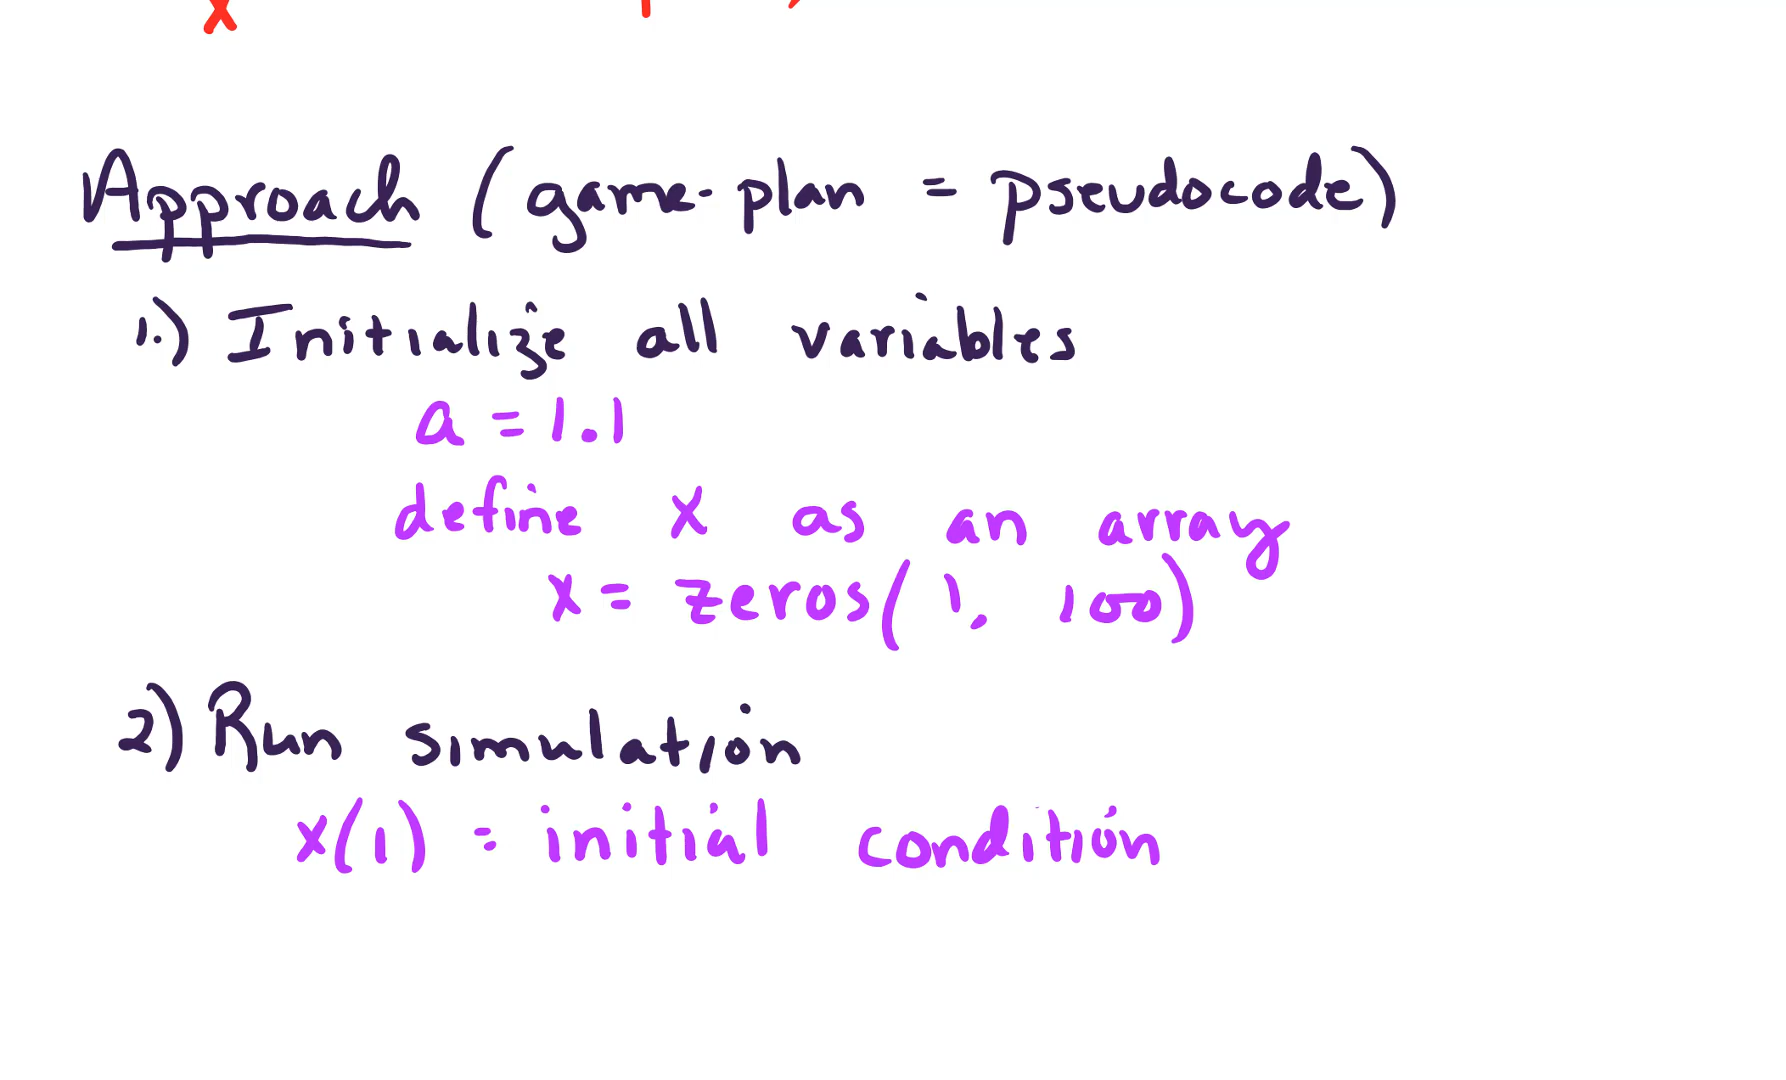 x
Approach (game-plan = pseudocode)
1.) Initialize all variables
a = 1.1
define x as an array
x = zeros(1, 100)
2) Run simulation
x(1) = initial condition